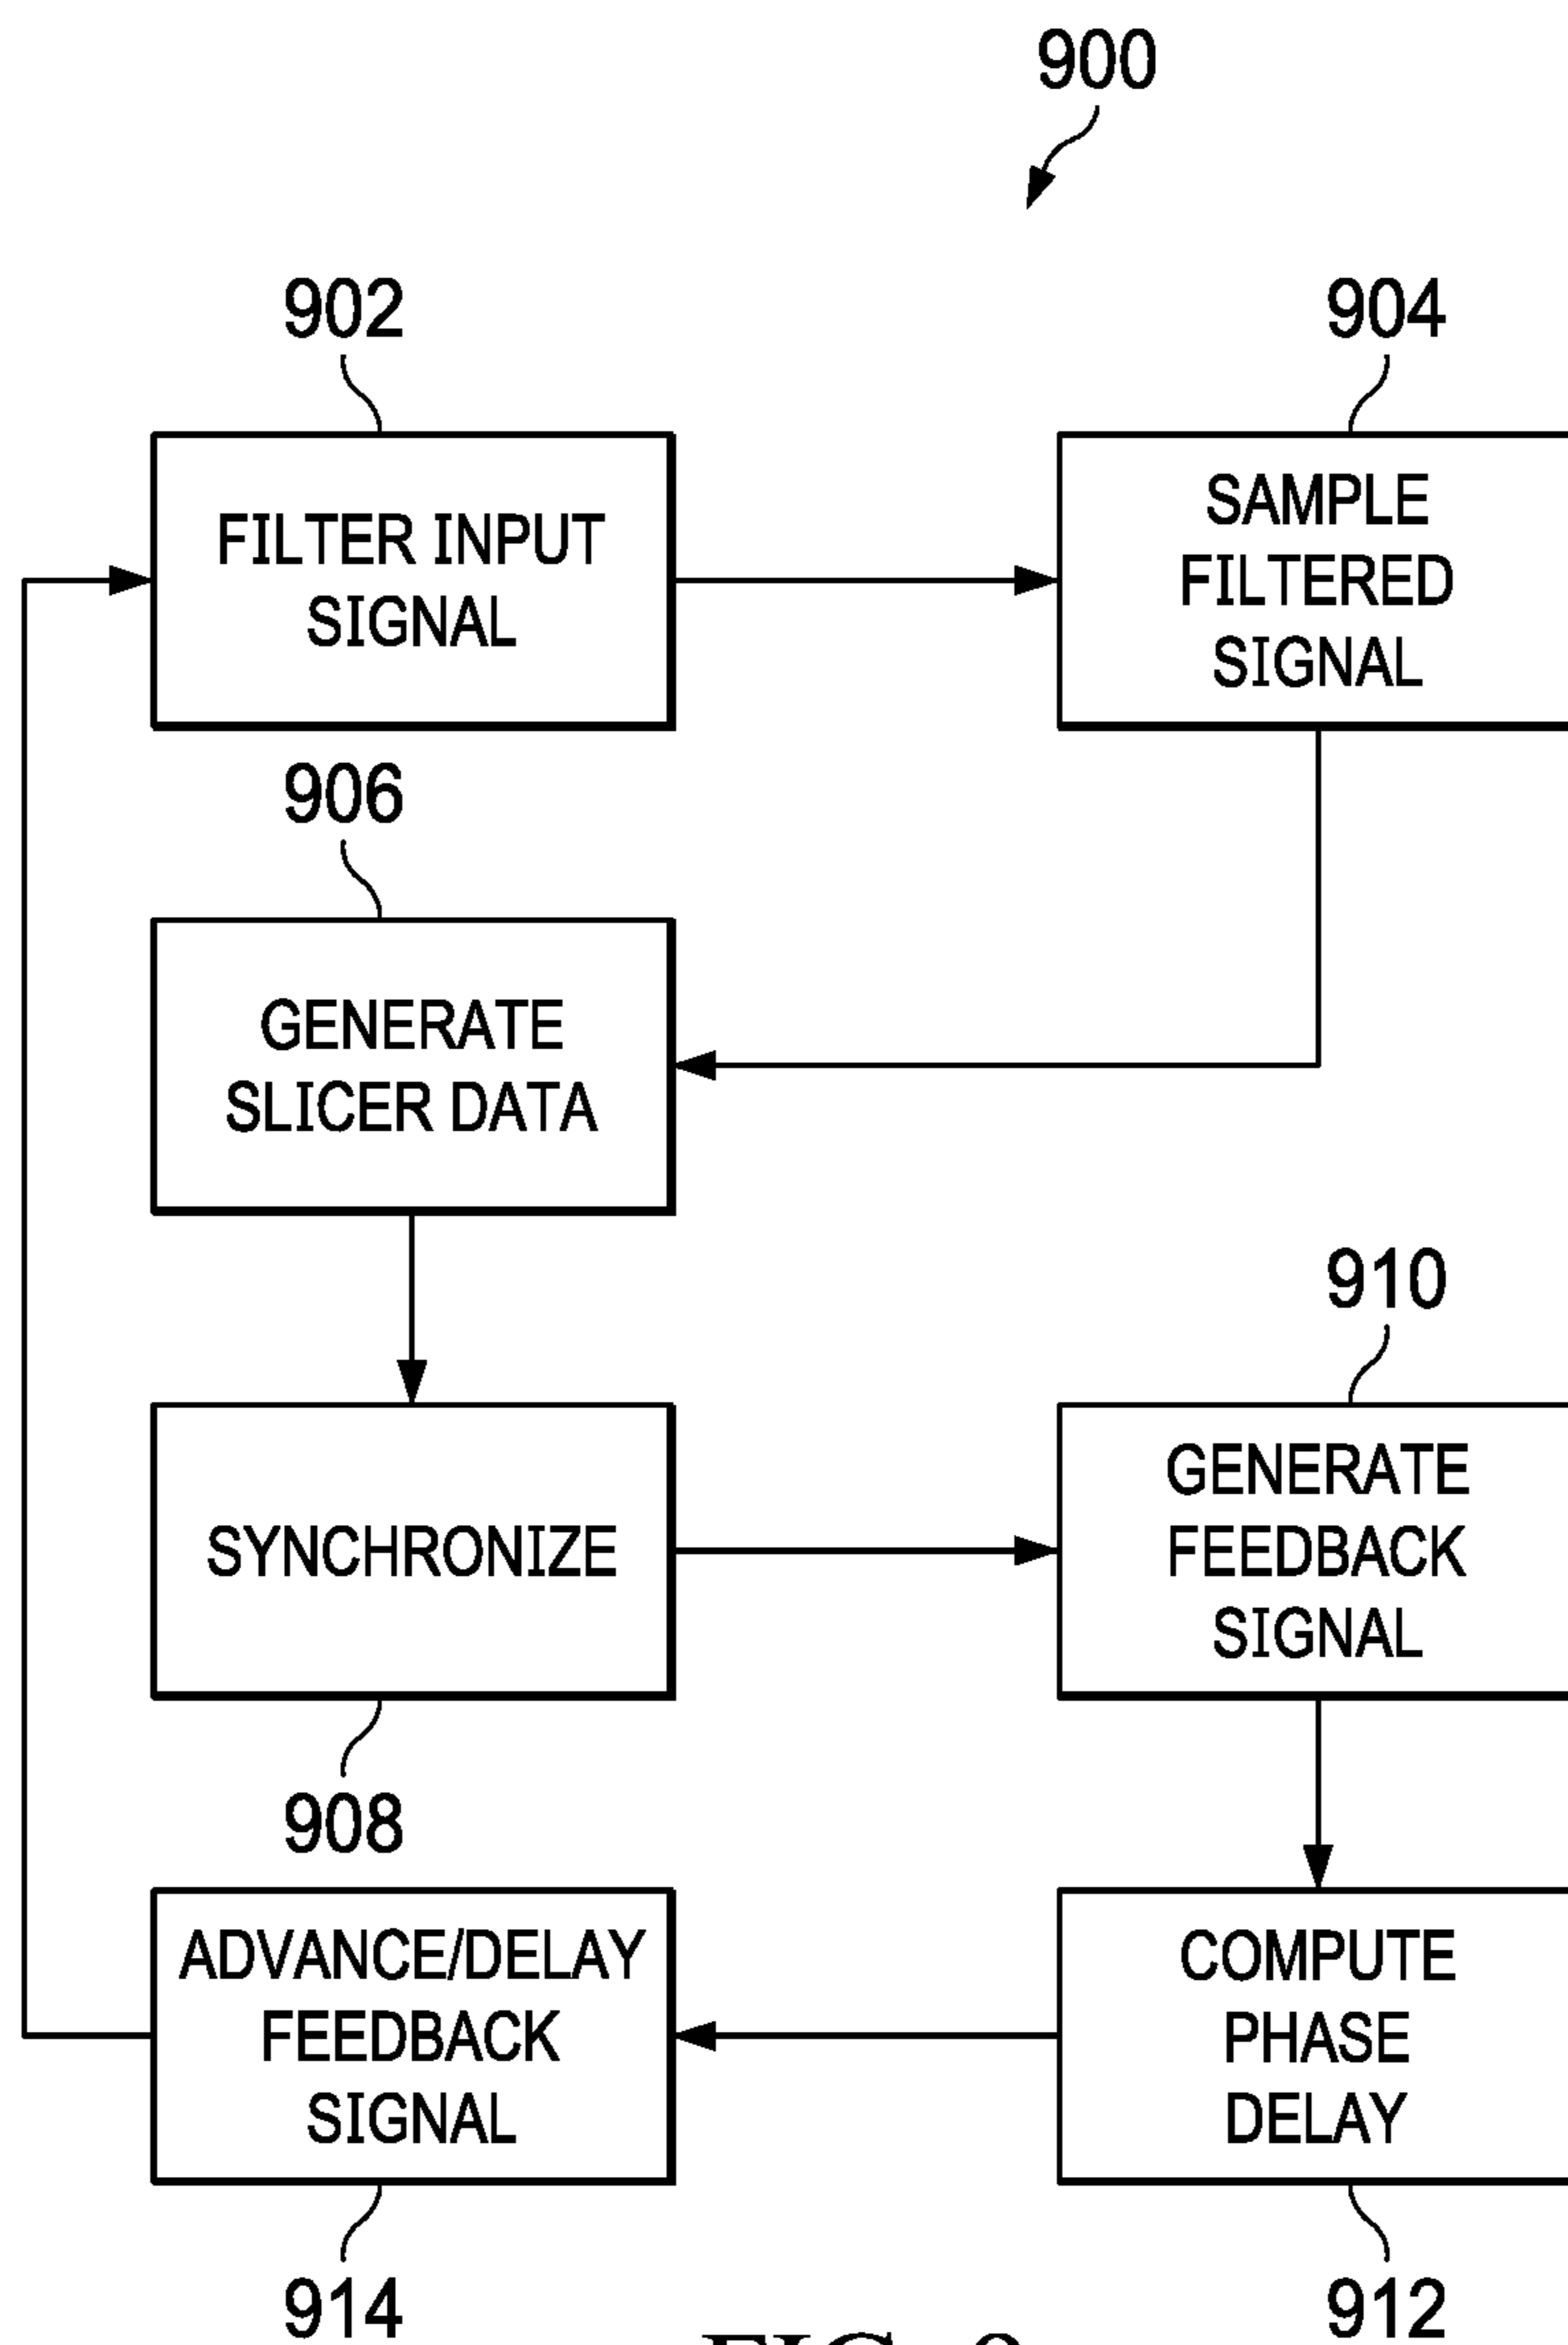 900
902
904
FILTER INPUT
SIGNAL
SAMPLE
FILTERED
SIGNAL
906
GENERATE
SLICER DATA
910
SYNCHRONIZE
GENERATE
FEEDBACK
SIGNAL
908
ADVANCE/DELAY
FEEDBACK
SIGNAL
COMPUTE
PHASE
DELAY
914
912